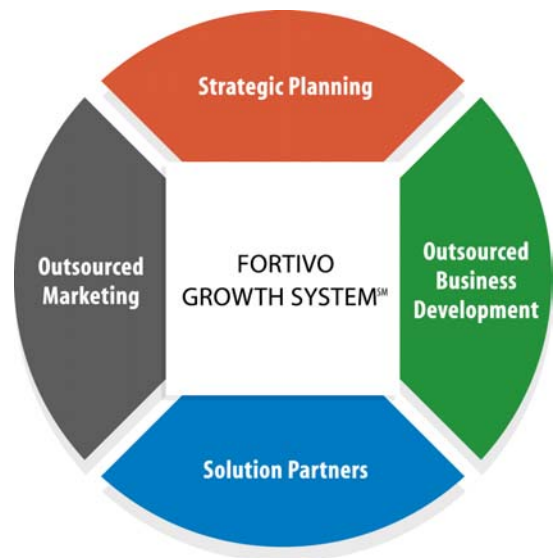 Strategic Planning
Outsourced
Marketing
FORTIVO
GROWTH SYSTEM℠
Outsourced
Business
Development
Solution Partners